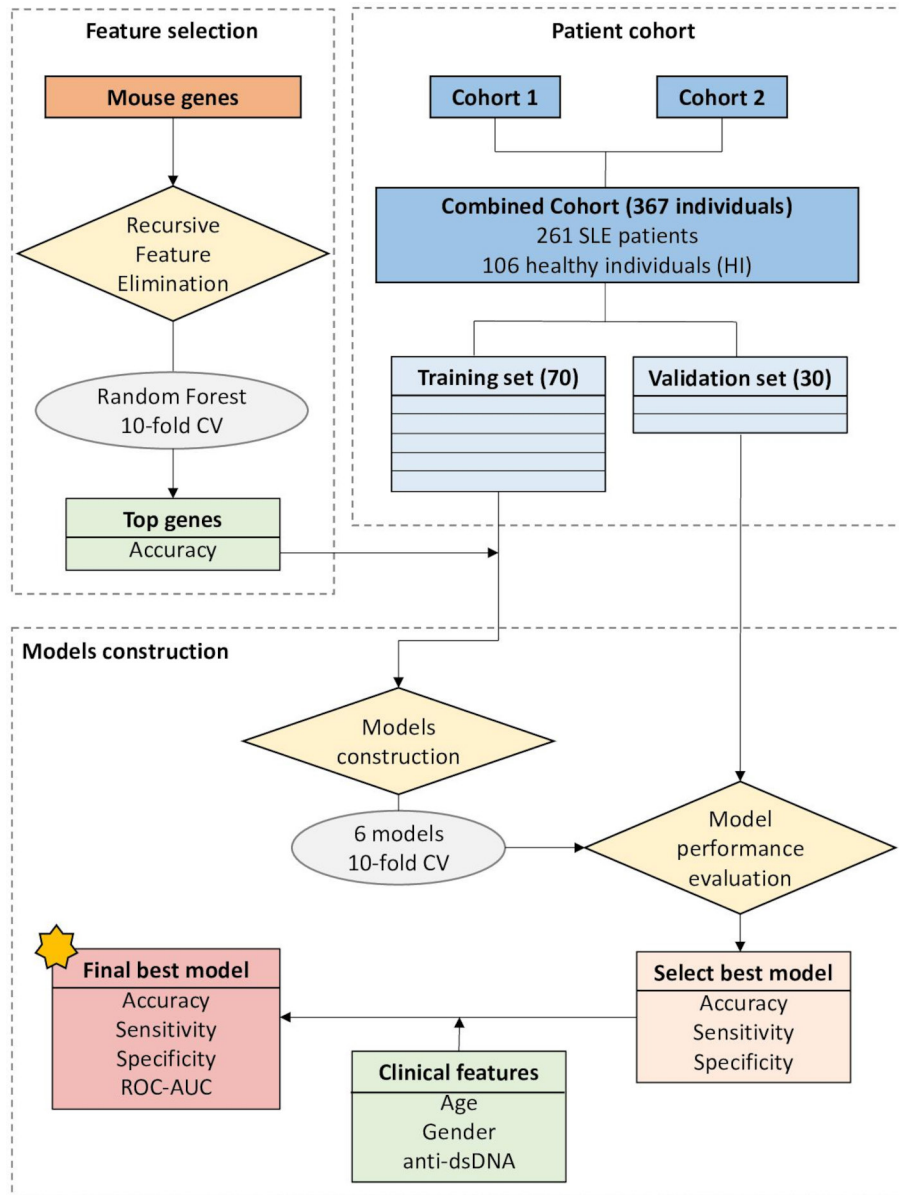 Feature selection
Mouse genes
Recursive
Feature
Elimination
Random Forest
10-fold CV
Top genes
Accuracy
Patient cohort
Cohort 1
Cohort 2
Combined Cohort (367 individuals)
261 SLE patients
106 healthy individuals (HI)
Training set (70)
Validation set (30)
Models construction
Models
construction
6 models
10-fold CV
Model
performance
evaluation
Select best model
Accuracy
Sensitivity
Specificity
Clinical features
Age
Gender
anti-dsDNA
Final best model
Accuracy
Sensitivity
Specificity
ROC-AUC